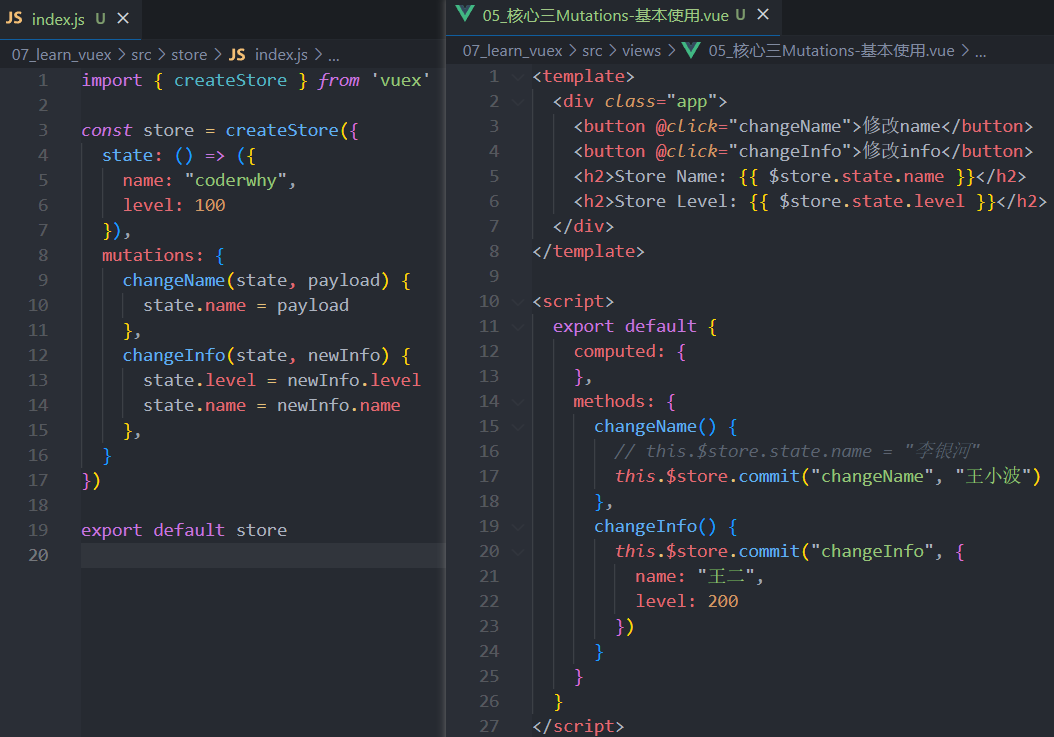 JS index.js U ×
07_learn_vuex > src > store > JS index.js > ...
1 import { createStore } from 'vuex'
2
3 const store = createStore({
4   state: () => ({
5     name: "coderwhy",
6     level: 100
7   }),
8   mutations: {
9     changeName(state, payload) {
10       state.name = payload
11     },
12     changeInfo(state, newInfo) {
13       state.level = newInfo.level
14       state.name = newInfo.name
15     },
16   }
17 })
18
19 export default store
20
05_核心三Mutations-基本使用.vue U ×
07_learn_vuex > src > views > 05_核心三Mutations-基本使用.vue > ...
1 <template>
2   <div class="app">
3     <button @click="changeName">修改name</button>
4     <button @click="changeInfo">修改info</button>
5     <h2>Store Name: {{ $store.state.name }}</h2>
6     <h2>Store Level: {{ $store.state.level }}</h2>
7   </div>
8 </template>
9
10 <script>
11   export default {
12     computed: {
13     },
14     methods: {
15       changeName() {
16         // this.$store.state.name = "李银河"
17         this.$store.commit("changeName", "王小波")
18       },
19       changeInfo() {
20         this.$store.commit("changeInfo", {
21           name: "王二",
22           level: 200
23         })
24       }
25     }
26   }
27 </script>